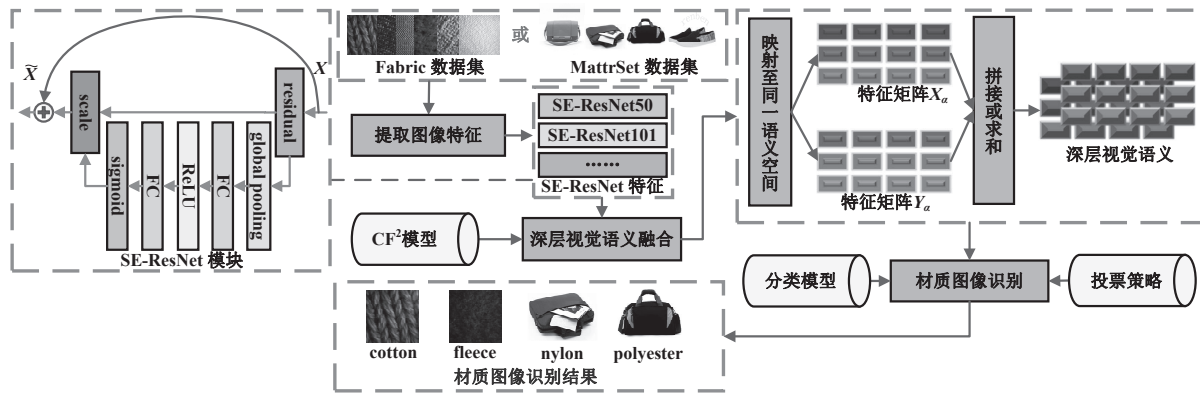 X̃
X
scale
residual
sigmoid
FC
ReLU
FC
global pooling
SE-ResNet 模块
或
Fabric 数据集
MattrSet 数据集
提取图像特征
SE-ResNet50
SE-ResNet101
······
SE-ResNet 特征
CF²模型
深层视觉语义融合
映射至同一语义空间
特征矩阵Xα
特征矩阵Yα
拼接或求和
深层视觉语义
分类模型
材质图像识别
投票策略
cotton
fleece
nylon
polyester
材质图像识别结果